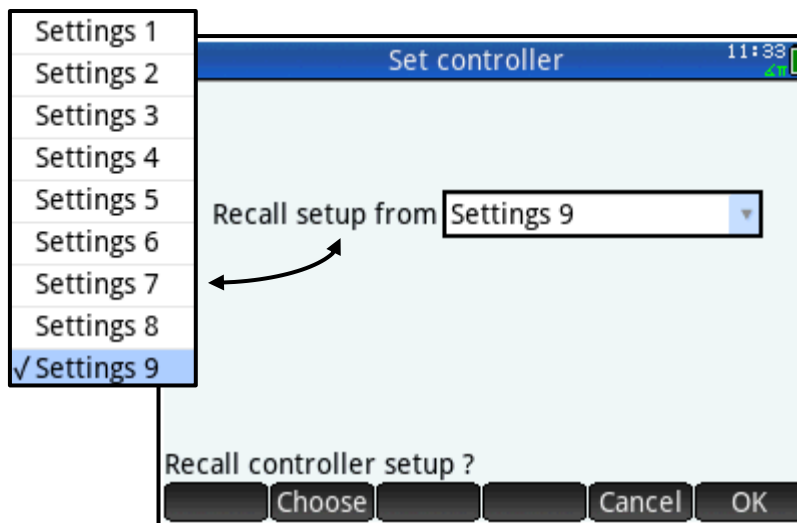 Settings 1
Settings 2
Settings 3
Settings 4
Settings 5
Settings 6
Settings 7
Settings 8
√ Settings 9
Set controller
11:33
∡π
Recall setup from Settings 9
Recall controller setup ?
Choose Cancel OK